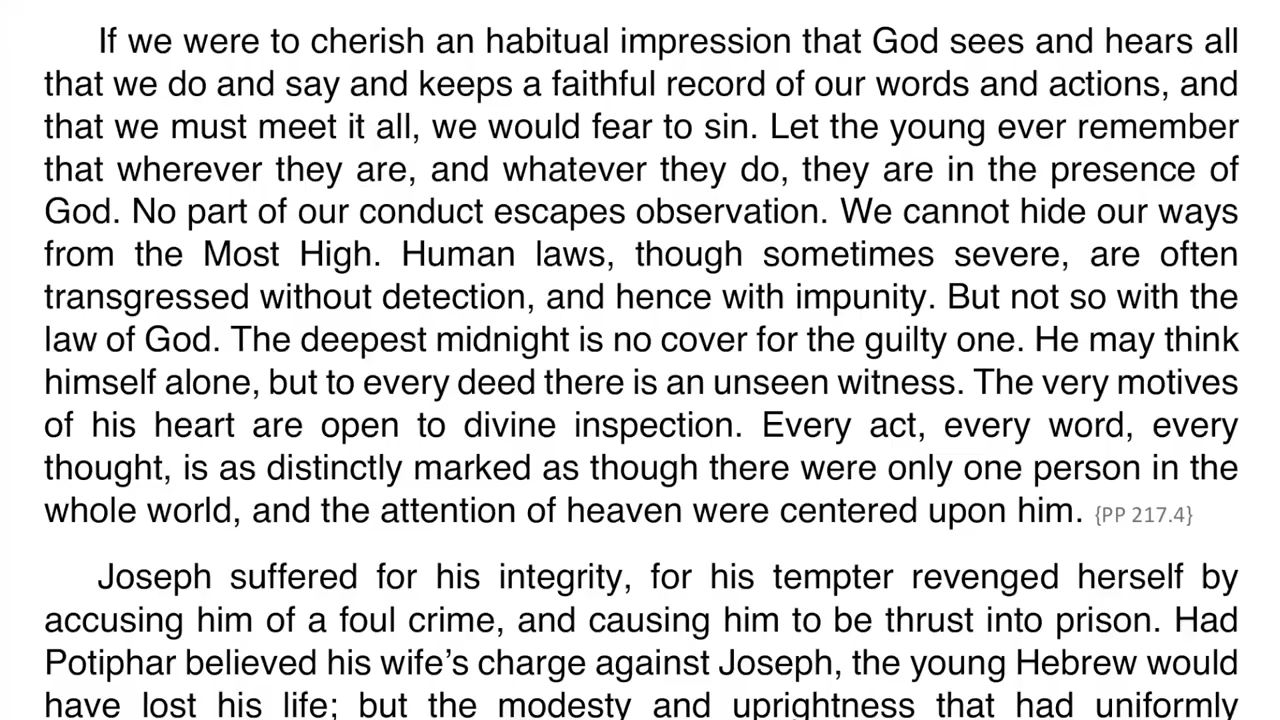 If we were to cherish an habitual impression that God sees and hears all
that we do and say and keeps a faithful record of our words and actions, and
that we must meet it all, we would fear to sin. Let the young ever remember
that wherever they are, and whatever they do, they are in the presence of
God. No part of our conduct escapes observation. We cannot hide our ways
from the Most High. Human laws, though sometimes severe, are often
transgressed without detection, and hence with impunity. But not so with the
law of God. The deepest midnight is no cover for the guilty one. He may think
himself alone, but to every deed there is an unseen witness. The very motives
of his heart are open to divine inspection. Every act, every word, every
thought, is as distinctly marked as though there were only one person in the
whole world, and the attention of heaven were centered upon him. {PP 217.4}
Joseph suffered for his integrity, for his tempter revenged herself by
accusing him of a foul crime, and causing him to be thrust into prison. Had
Potiphar believed his wife’s charge against Joseph, the young Hebrew would
have lost his life; but the modesty and uprightness that had uniformly